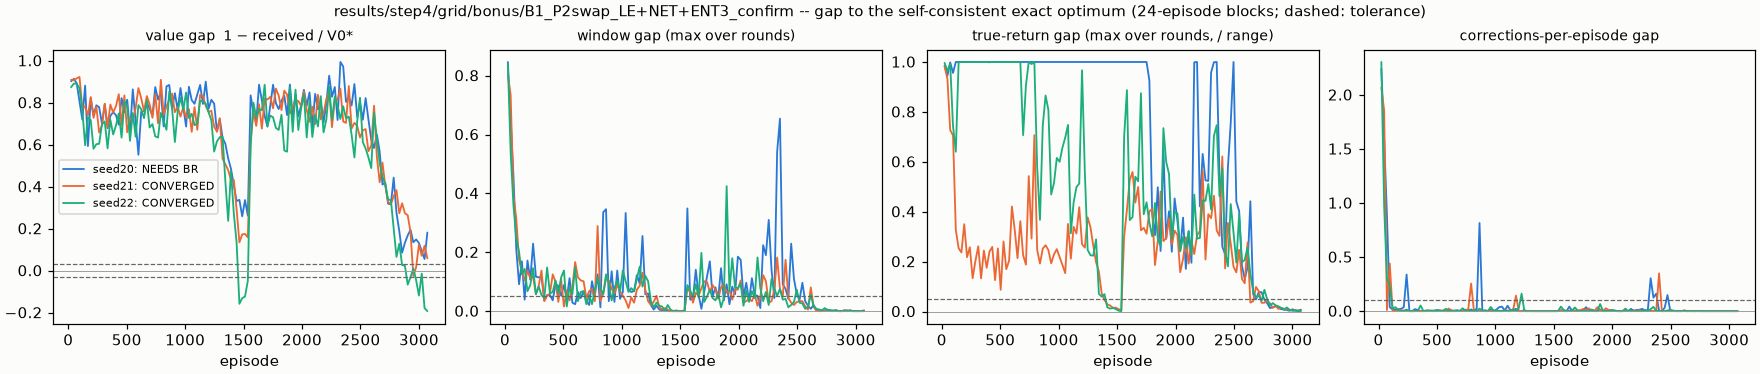 results/step4/grid/bonus/B1_P2swap_LE+NET+ENT3_confirm -- gap to the self-consistent exact optimum (24-episode blocks; dashed: tolerance)
value gap  1 − received / V0*
1.0
0.8
0.6
0.4
0.2
0.0
−0.2
seed20: NEEDS BR
seed21: CONVERGED
seed22: CONVERGED
0 500 1000 1500 2000 2500 3000
episode
window gap (max over rounds)
0.8
0.6
0.4
0.2
0.0
0 500 1000 1500 2000 2500 3000
episode
true-return gap (max over rounds, / range)
1.0
0.8
0.6
0.4
0.2
0.0
0 500 1000 1500 2000 2500 3000
episode
corrections-per-episode gap
2.0
1.5
1.0
0.5
0.0
0 500 1000 1500 2000 2500 3000
episode